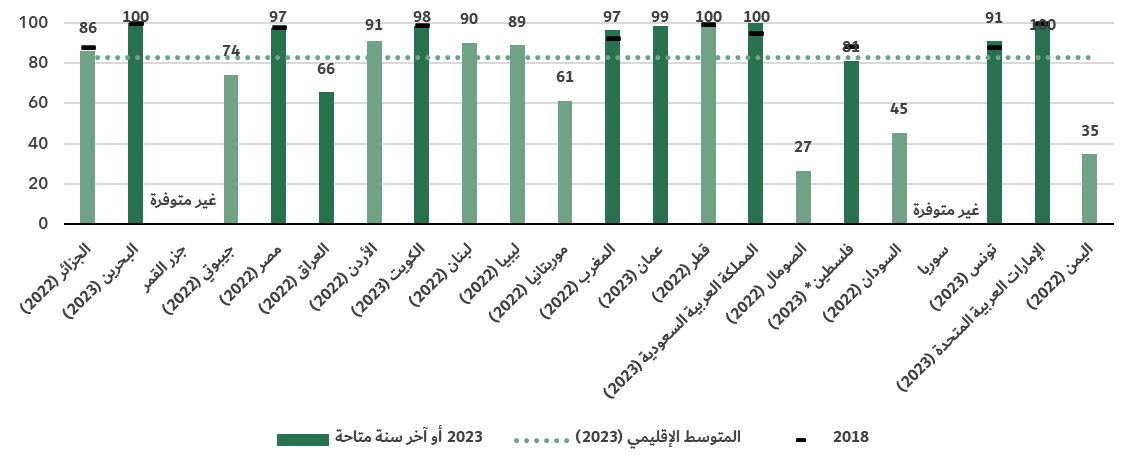 100
80
60
40
20
0
86
100
غير متوفرة
74
97
66
91
98
90
89
61
97
99
100
100
27
81
45
غير متوفرة
91
100
35
الجزائر (2022)
البحرين (2023)
جزر القمر
جيبوتي (2022)
مصر (2022)
العراق (2022)
الأردن (2022)
الكويت (2023)
لبنان (2022)
ليبيا (2022)
موريتانيا (2022)
المغرب (2022)
عمان (2023)
قطر (2022)
المملكة العربية السعودية (2023)
الصومال (2022)
فلسطين * (2023)
السودان (2022)
سوريا
تونس (2023)
الإمارات العربية المتحدة (2023)
اليمن (2022)
2023 أو آخر سنة متاحة
المتوسط الإقليمي (2023)
2018